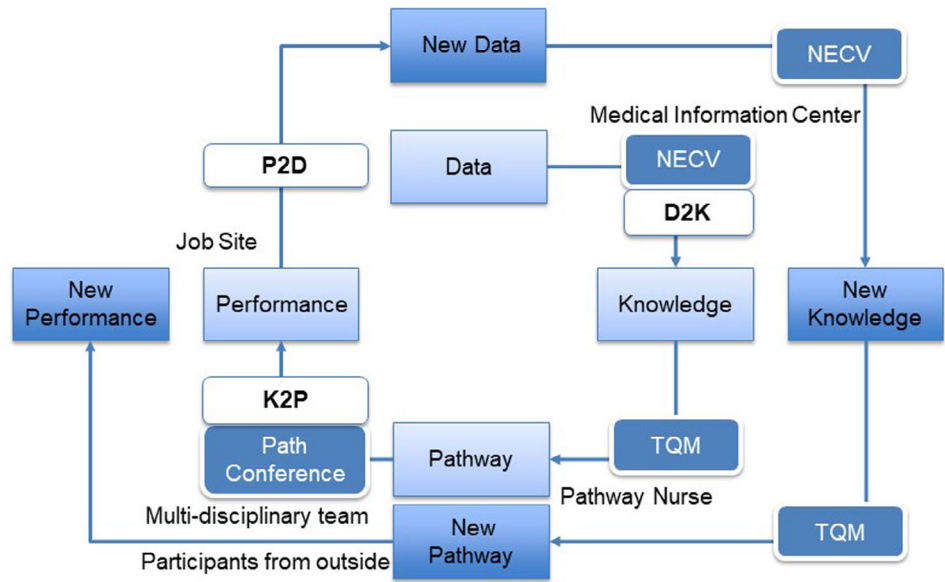 New Data
NECV
Medical Information Center
P2D
Data
NECV
D2K
Job Site
New
Performance
Performance
Knowledge
New
Knowledge
K2P
Path
Conference
Pathway
TQM
Pathway Nurse
Multi-disciplinary team
New
Pathway
TQM
Participants from outside